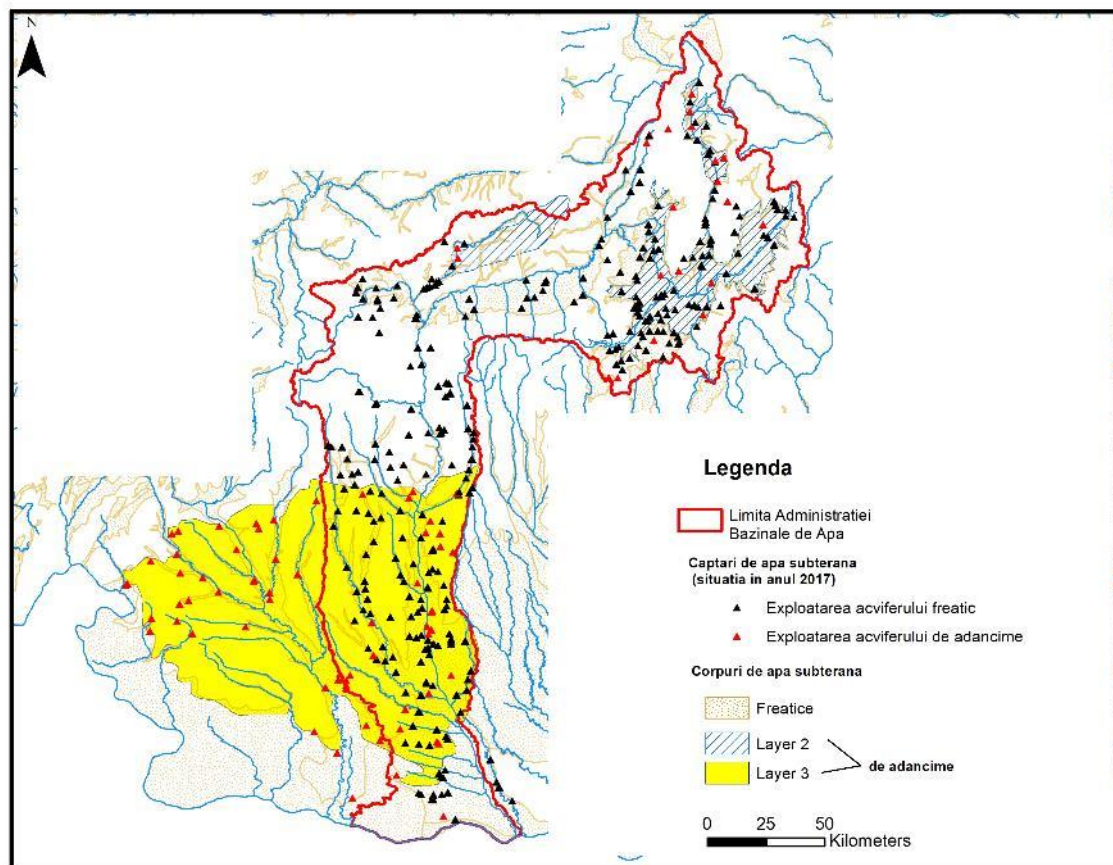 N
Legenda
Limita Administratiei
Bazinale de Apa
Captari de apa subterana
(situatia in anul 2017)
Exploatarea acviferului freatic
Exploatarea acviferului de adancime
Corpuri de apa subterana
Freatice
Layer 2
de adancime
Layer 3
0 25 50
Kilometers